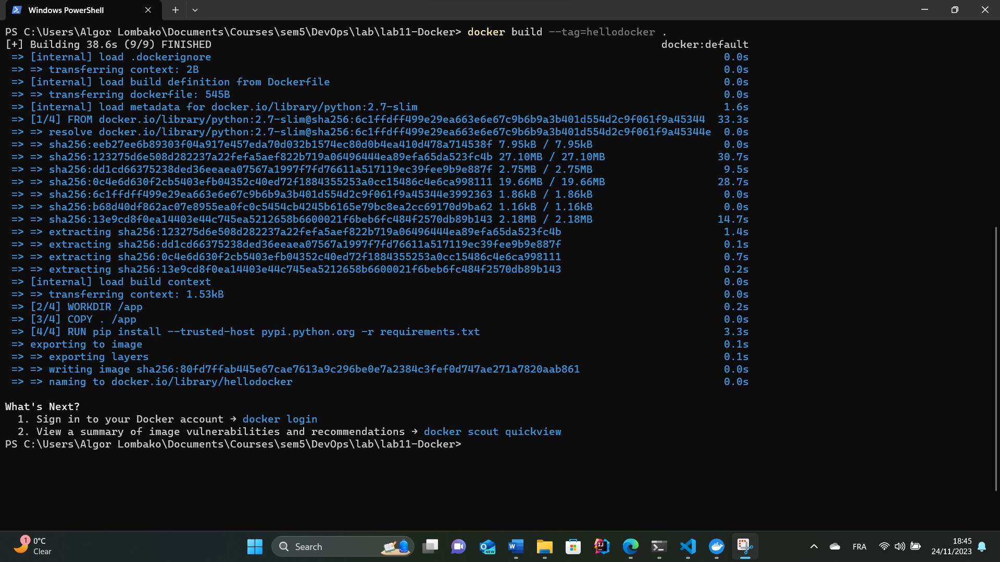 Windows PowerShell
PS C:\Users\Algor Lombako\Documents\Courses\sem5\DevOps\lab\lab11-Docker> docker build --tag=hellodocker .
[+] Building 38.6s (9/9) FINISHED docker:default
=> [internal] load .dockerignore 0.0s
=> => transferring context: 2B 0.0s
=> [internal] load build definition from Dockerfile 0.0s
=> => transferring dockerfile: 545B 0.0s
=> [internal] load metadata for docker.io/library/python:2.7-slim 1.6s
=> [1/4] FROM docker.io/library/python:2.7-slim@sha256:6c1ffdff499e29ea663e6e67c9b6b9a3b401d554d2c9f061f9a45344 33.3s
=> => resolve docker.io/library/python:2.7-slim@sha256:6c1ffdff499e29ea663e6e67c9b6b9a3b401d554d2c9f061f9a45344e 0.0s
=> => sha256:eeb27ee6b89303f04a917e457eda70d032b1574ec80d0b4ea410d478a714538f 7.95kB / 7.95kB 0.0s
=> => sha256:123275d6e508d282237a22fefa5aef822b719a06496444ea89efa65da523fc4b 27.10MB / 27.10MB 30.7s
=> => sha256:dd1cd66375238ded36eeaea07567a1997f7fd76611a517119ec39fee9b9e887f 2.75MB / 2.75MB 9.5s
=> => sha256:0c4e6d630f2cb5403efb04352c40ed72f1884355253a0cc15486c4e6ca998111 19.66MB / 19.66MB 28.7s
=> => sha256:6c1ffdff499e29ea663e6e67c9b6b9a3b401d554d2c9f061f9a45344e3992363 1.86kB / 1.86kB 0.0s
=> => sha256:b68d40df862ac07e8955ea0fc0c5454cb4245b6165e79bc8ea2cc69170d9ba62 1.16kB / 1.16kB 0.0s
=> => sha256:13e9cd8f0ea14403e44c745ea5212658b6600021f6beb6fc484f2570db89b143 2.18MB / 2.18MB 14.7s
=> => extracting sha256:123275d6e508d282237a22fefa5aef822b719a06496444ea89efa65da523fc4b 1.4s
=> => extracting sha256:dd1cd66375238ded36eeaea07567a1997f7fd76611a517119ec39fee9b9e887f 0.1s
=> => extracting sha256:0c4e6d630f2cb5403efb04352c40ed72f1884355253a0cc15486c4e6ca998111 0.7s
=> => extracting sha256:13e9cd8f0ea14403e44c745ea5212658b6600021f6beb6fc484f2570db89b143 0.2s
=> [internal] load build context 0.0s
=> => transferring context: 1.53kB 0.0s
=> [2/4] WORKDIR /app 0.2s
=> [3/4] COPY . /app 0.0s
=> [4/4] RUN pip install --trusted-host pypi.python.org -r requirements.txt 3.3s
=> exporting to image 0.1s
=> => exporting layers 0.1s
=> => writing image sha256:80fd7ffab445e67cae7613a9c296be0e7a2384c3fef0d747ae271a7820aab861 0.0s
=> => naming to docker.io/library/hellodocker 0.0s
What's Next?
1. Sign in to your Docker account → docker login
2. View a summary of image vulnerabilities and recommendations → docker scout quickview
PS C:\Users\Algor Lombako\Documents\Courses\sem5\DevOps\lab\lab11-Docker>
1
0°C
Clear
Search
NEW
FRA
18:45
24/11/2023